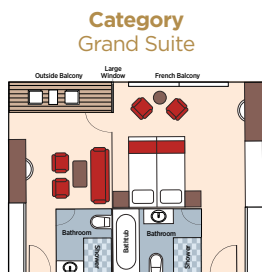 Category
Grand Suite
Outside Balcony
Large
Window
French Balcony
Bathroom
Shower
Bathtub
Bathroom
Shower